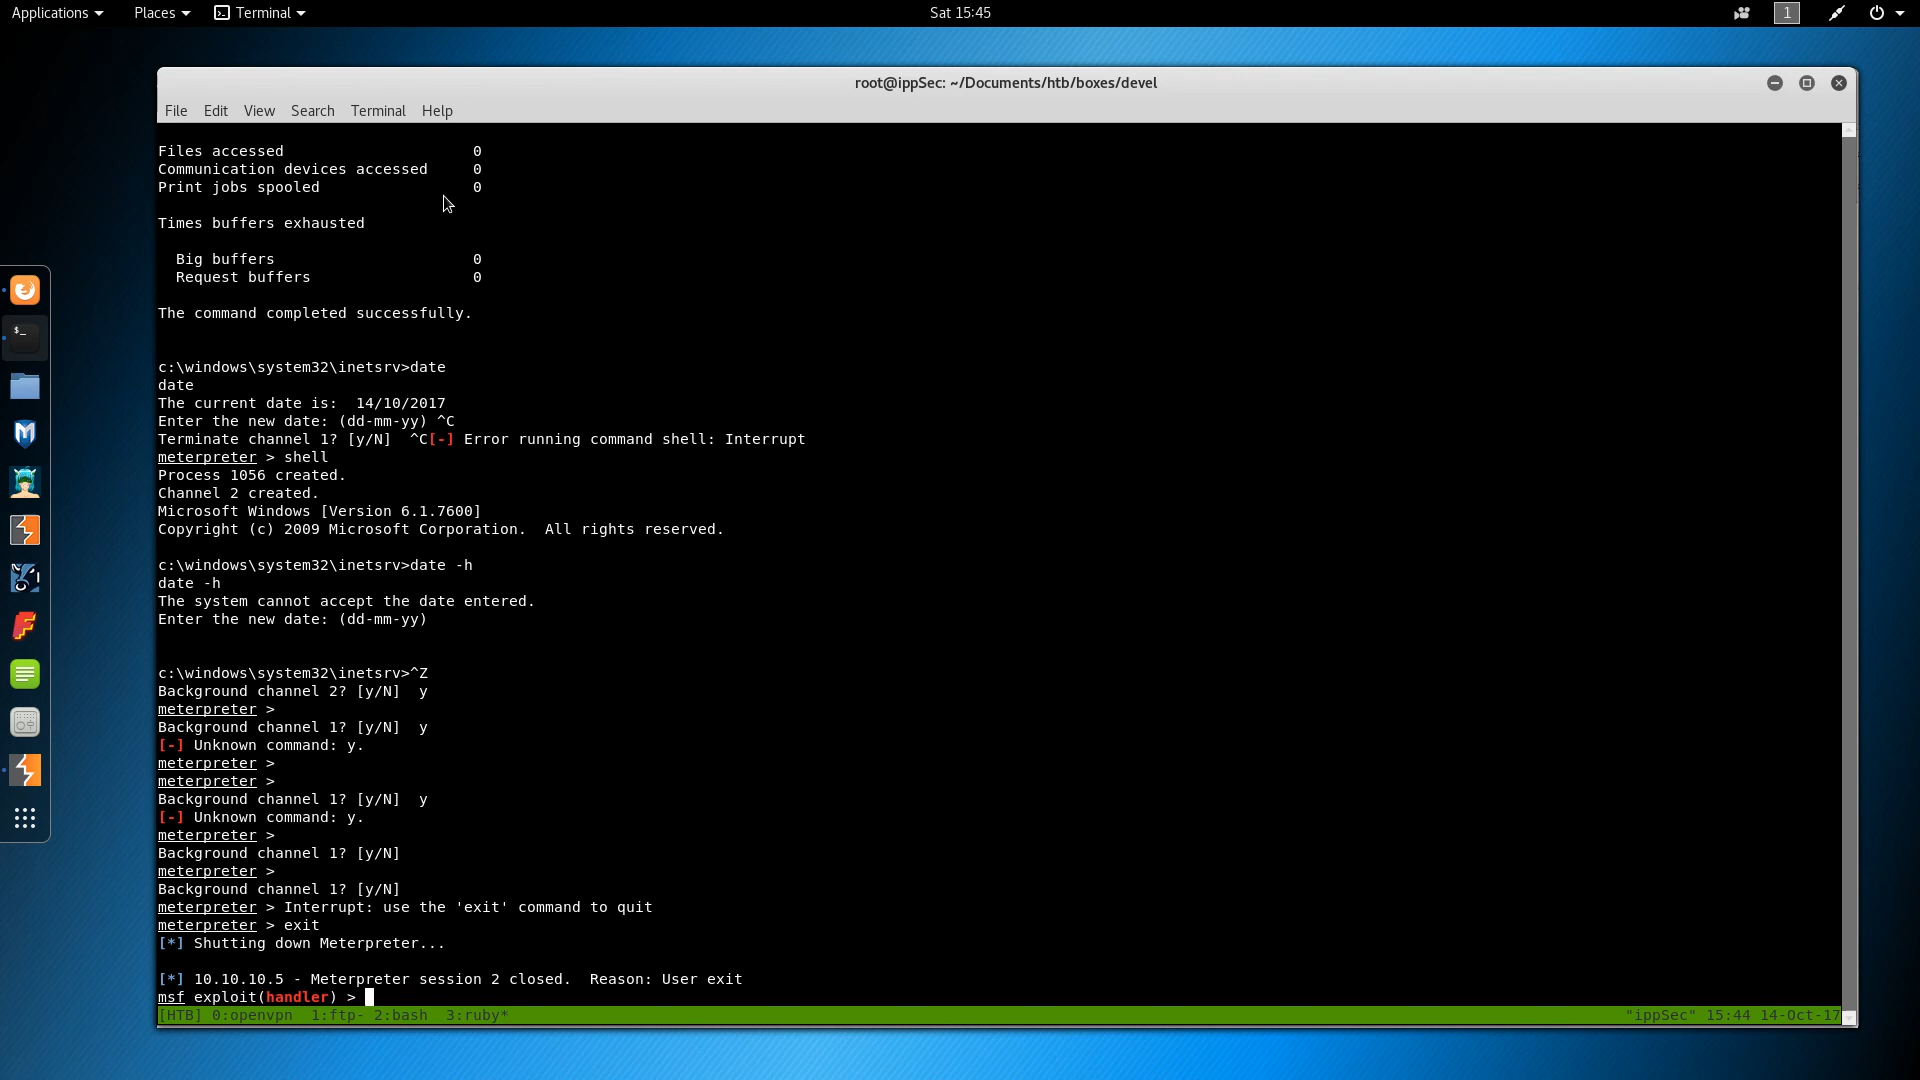 Applications Places Terminal Sat 15:45 1
root@ippSec: ~/Documents/htb/boxes/devel
File Edit View Search Terminal Help
Files accessed 0
Communication devices accessed 0
Print jobs spooled 0
Times buffers exhausted
Big buffers 0
Request buffers 0
The command completed successfully.
c:\windows\system32\inetsrv>date
date
The current date is:  14/10/2017
Enter the new date: (dd-mm-yy) ^C
Terminate channel 1? [y/N]  ^C[-] Error running command shell: Interrupt
meterpreter > shell
Process 1056 created.
Channel 2 created.
Microsoft Windows [Version 6.1.7600]
Copyright (c) 2009 Microsoft Corporation.  All rights reserved.
c:\windows\system32\inetsrv>date -h
date -h
The system cannot accept the date entered.
Enter the new date: (dd-mm-yy)
c:\windows\system32\inetsrv>^Z
Background channel 2? [y/N]  y
meterpreter >
Background channel 1? [y/N]  y
[-] Unknown command: y.
meterpreter >
meterpreter >
Background channel 1? [y/N]  y
[-] Unknown command: y.
meterpreter >
Background channel 1? [y/N]
meterpreter >
Background channel 1? [y/N]
meterpreter > Interrupt: use the 'exit' command to quit
meterpreter > exit
[*] Shutting down Meterpreter...
[*] 10.10.10.5 - Meterpreter session 2 closed.  Reason: User exit
msf exploit(handler) >
[HTB] 0:openvpn  1:ftp- 2:bash  3:ruby* "ippSec" 15:44 14-Oct-17